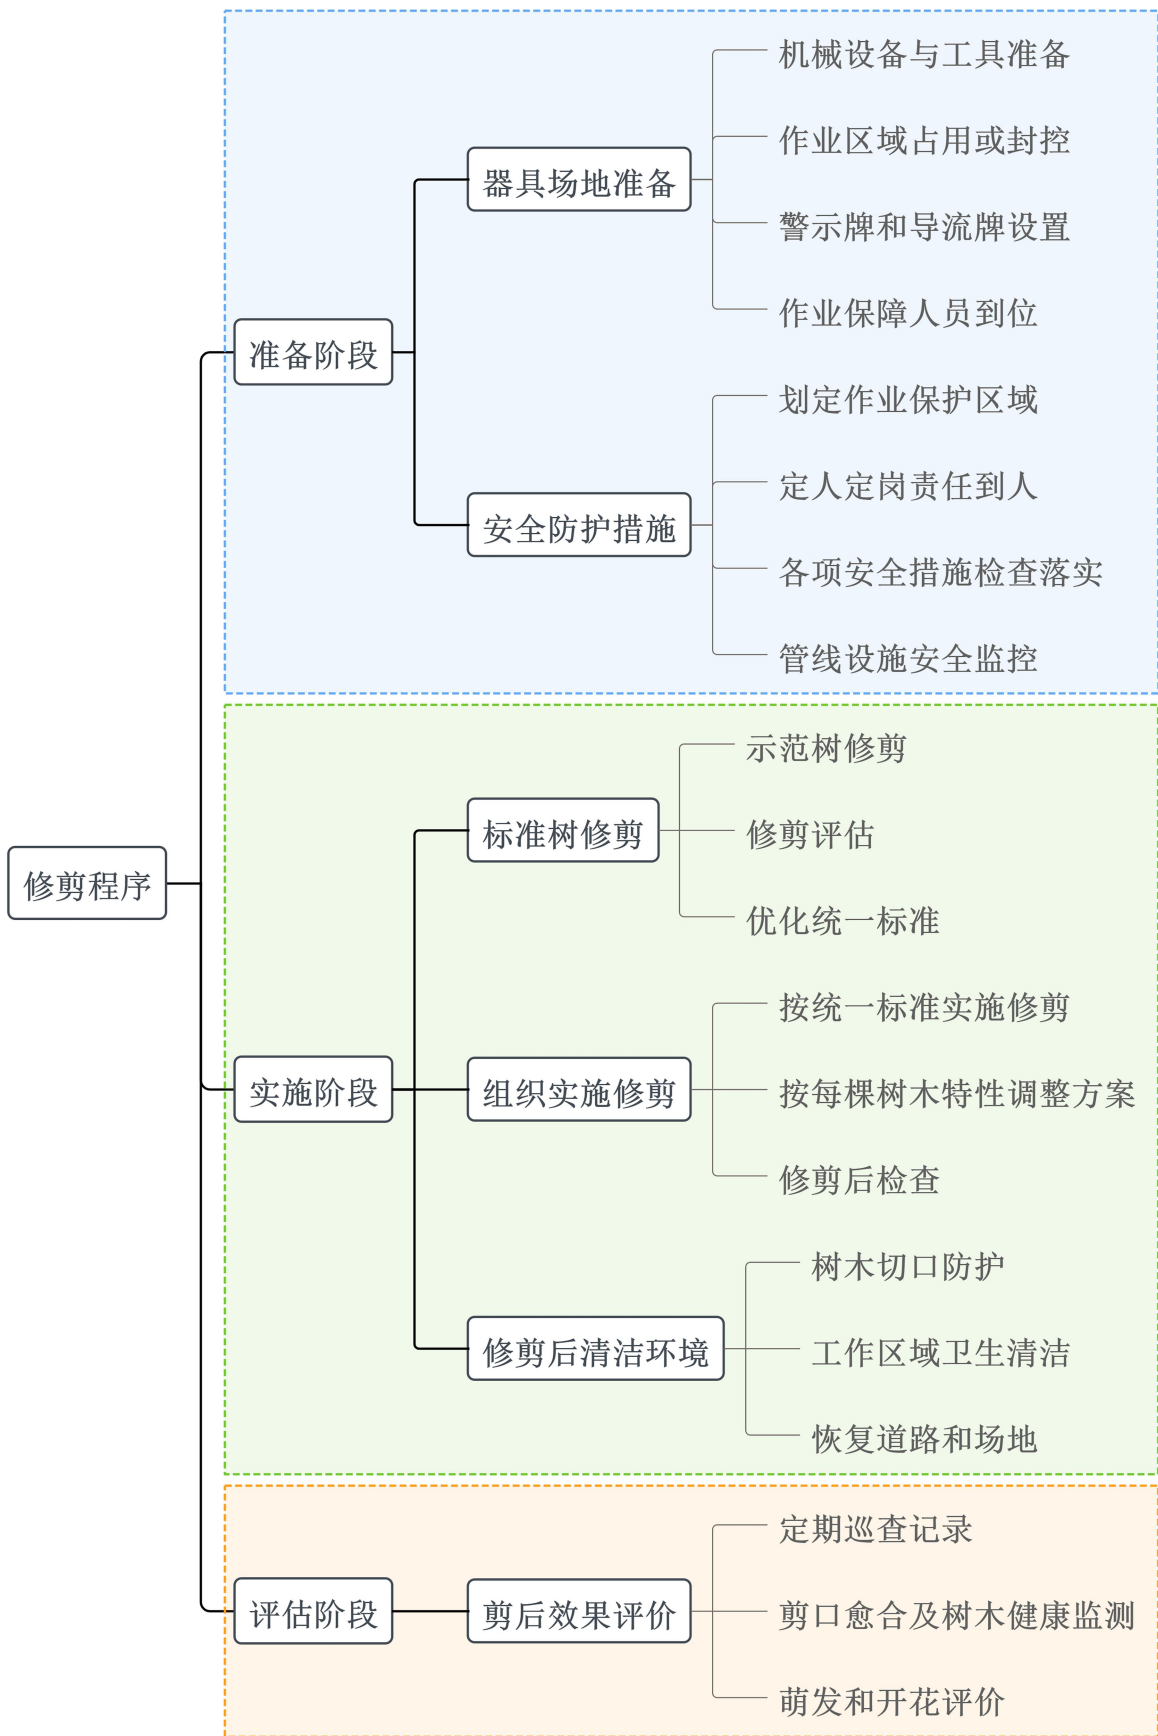 修剪程序
准备阶段
器具场地准备
机械设备与工具准备
作业区域占用或封控
警示牌和导流牌设置
作业保障人员到位
安全防护措施
划定作业保护区域
定人定岗责任到人
各项安全措施检查落实
管线设施安全监控
实施阶段
标准树修剪
示范树修剪
修剪评估
优化统一标准
组织实施修剪
按统一标准实施修剪
按每棵树木特性调整方案
修剪后检查
修剪后清洁环境
树木切口防护
工作区域卫生清洁
恢复道路和场地
评估阶段
剪后效果评价
定期巡查记录
剪口愈合及树木健康监测
萌发和开花评价